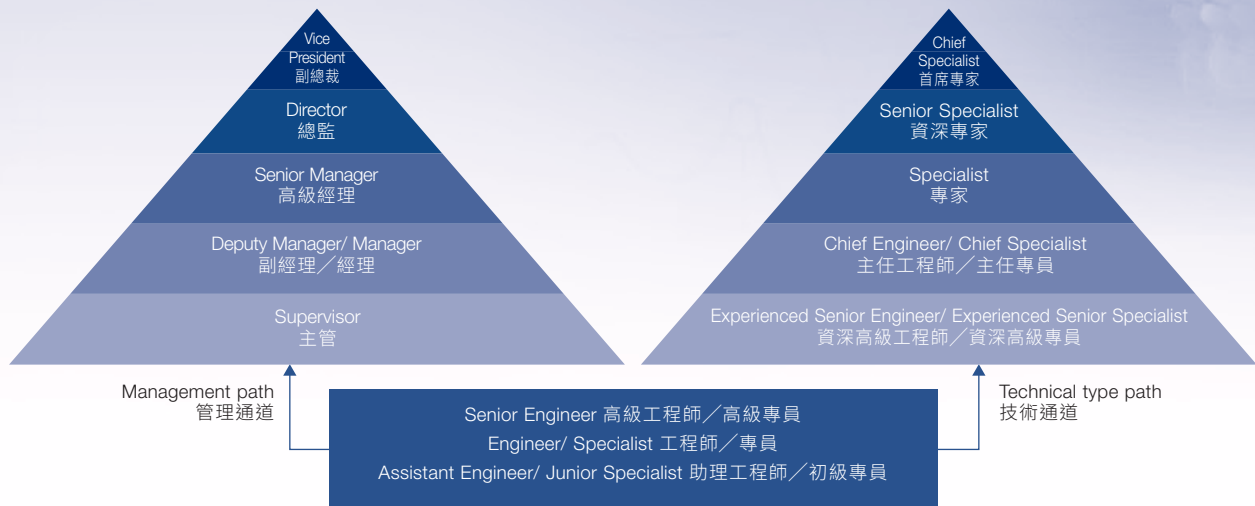 Vice
President
副總裁
Director
總監
Senior Manager
高級經理
Deputy Manager/ Manager
副經理／經理
Supervisor
主管
Chief
Specialist
首席專家
Senior Specialist
資深專家
Specialist
專家
Chief Engineer/ Chief Specialist
主任工程師／主任專員
Experienced Senior Engineer/ Experienced Senior Specialist
資深高級工程師／資深高級專員
Management path
管理通道
Senior Engineer 高級工程師／高級專員
Engineer/ Specialist 工程師／專員
Assistant Engineer/ Junior Specialist 助理工程師／初級專員
Technical type path
技術通道